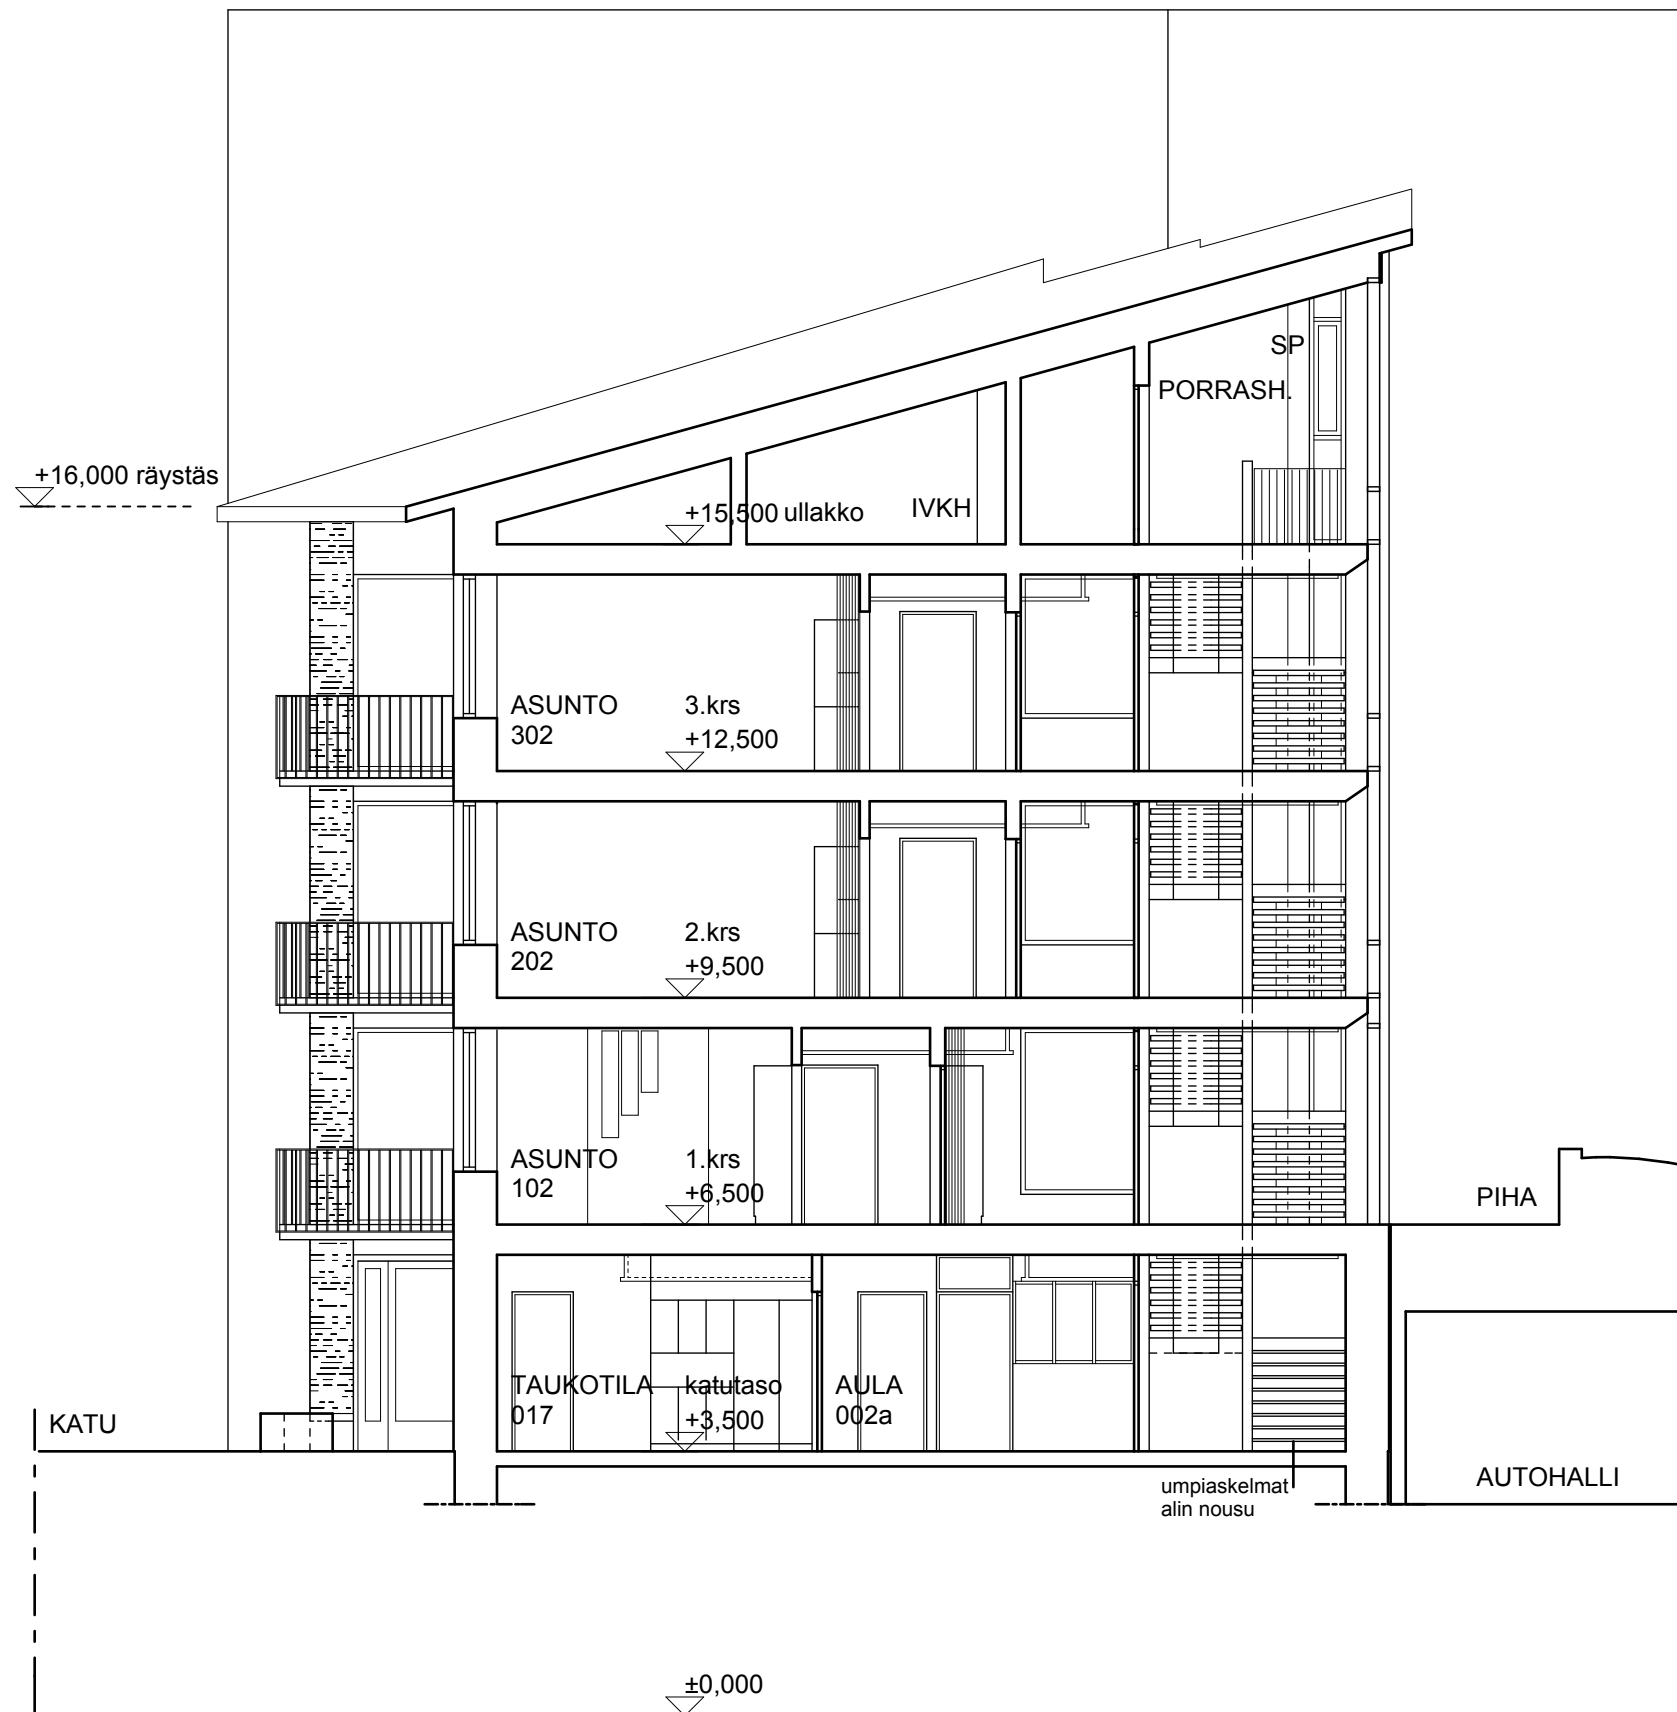 SP
PORRASH.
+16,000 räystäs
+15,500 ullakko
IVKH
ASUNTO
302
3.krs
+12,500
ASUNTO
202
2.krs
+9,500
ASUNTO
102
1.krs
+6,500
PIHA
TAUKOTILA
017
katutaso
+3,500
AULA
002a
KATU
AUTOHALLI
umpiaskelmat
alin nousu
±0,000